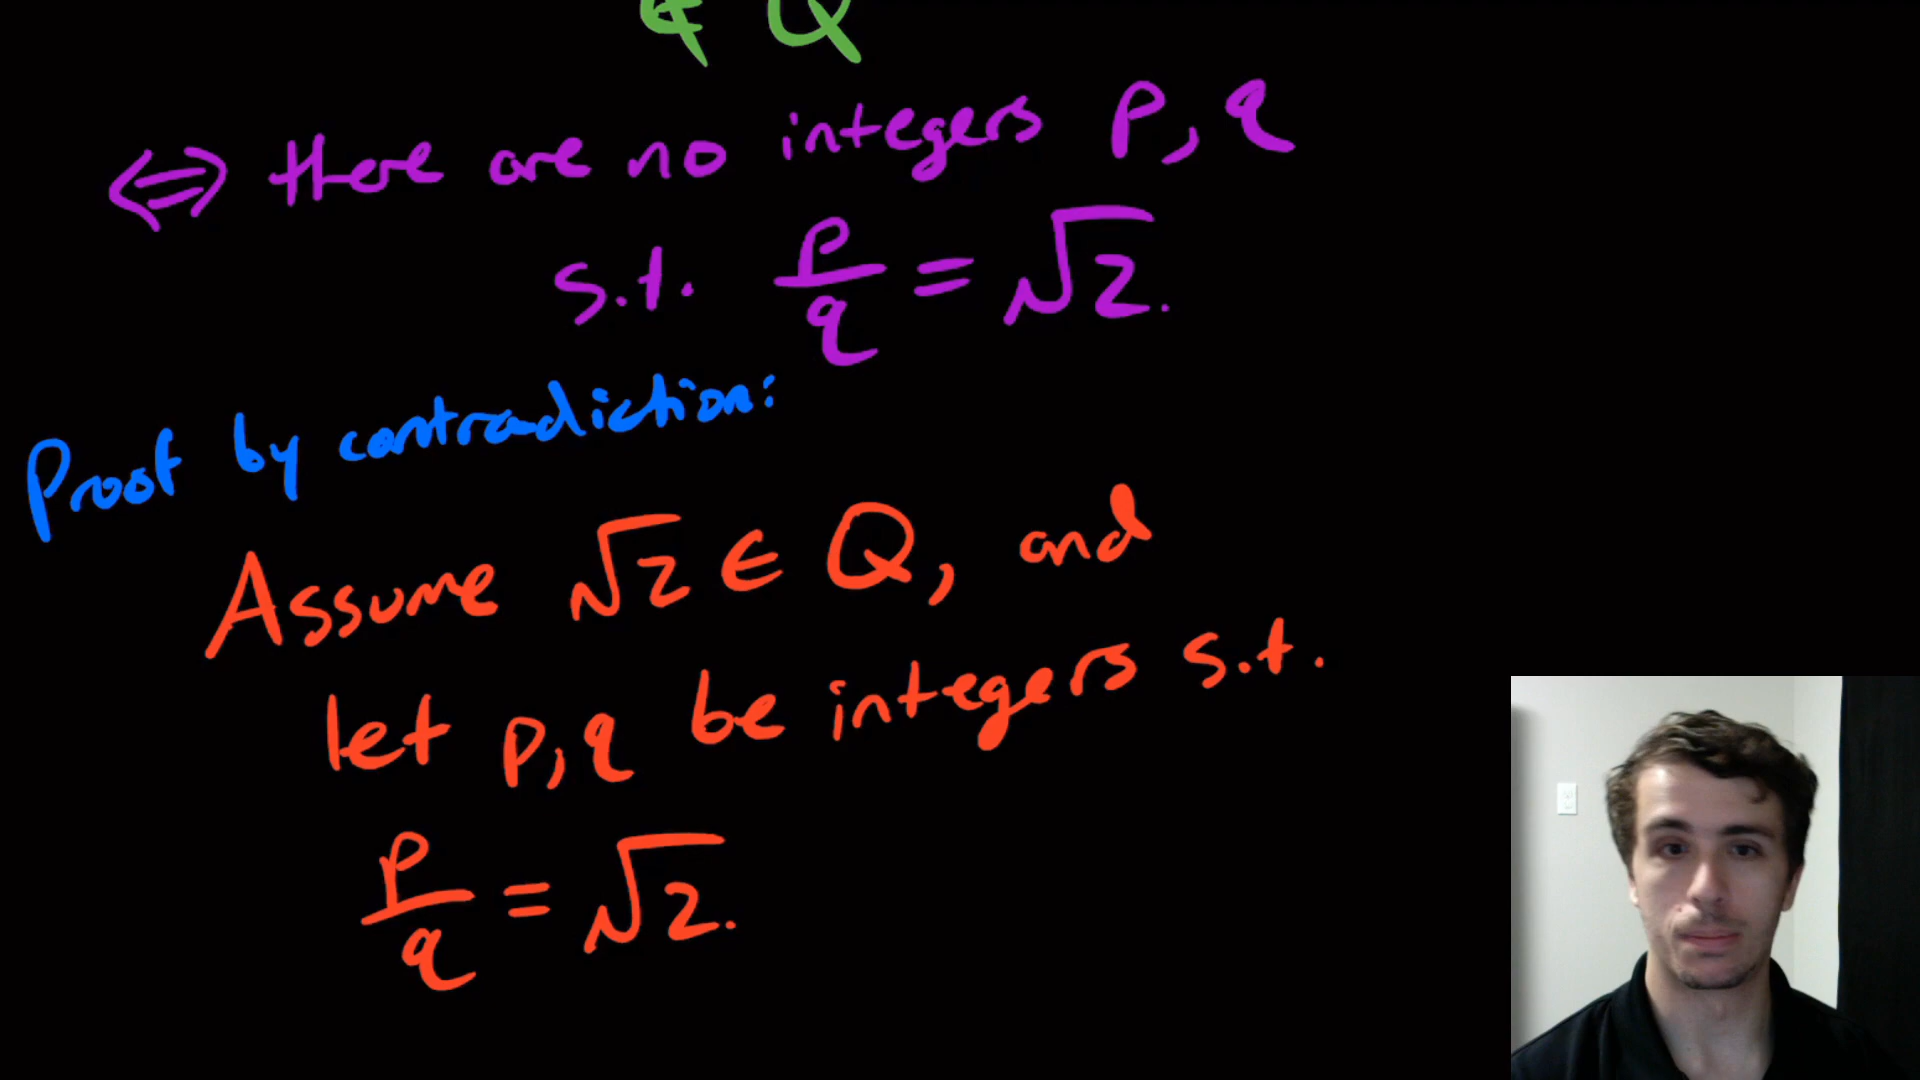 ∉ Q
⇔ there are no integers p, q
s.t. p/q = √2.
Proof by contradiction:
Assume √2 ∈ Q, and
let p, q be integers s.t.
p/q = √2.